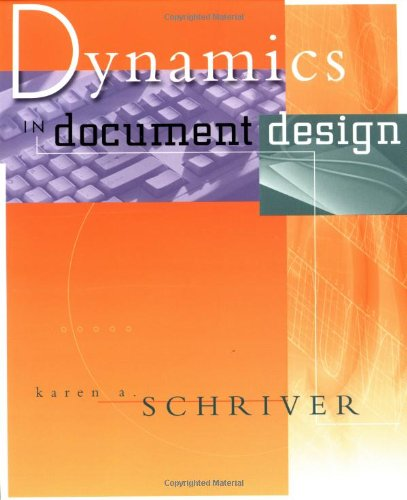 Copyrighted Material
Dynamics
IN document design
karen a.
SCHRIVER
Copyrighted Material